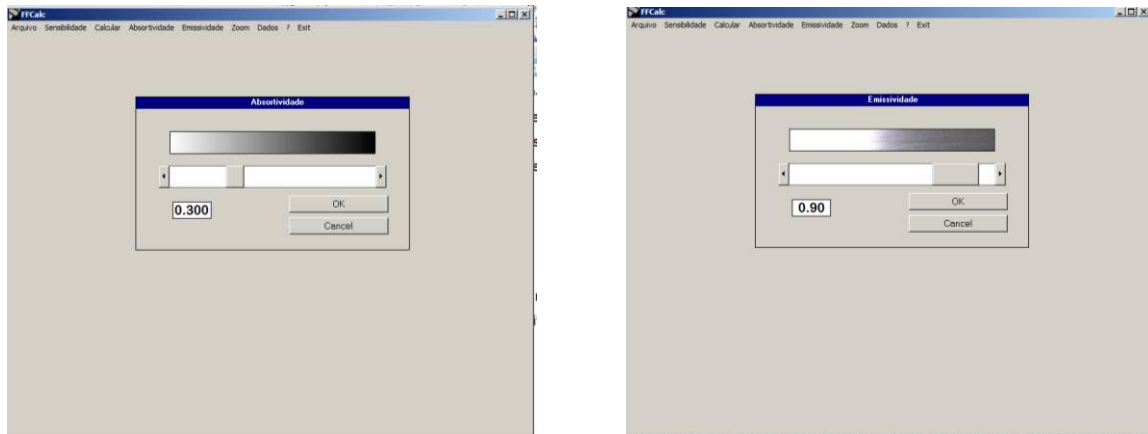 FFCalc
Arquivo Sensibilidade Calcular Absortividade Emissividade Zoom Dados ? Exit
Absortividade
0.300
OK
Cancel
FFCalc
Arquivo Sensibilidade Calcular Absortividade Emissividade Zoom Dados ? Exit
Emissividade
0.90
OK
Cancel